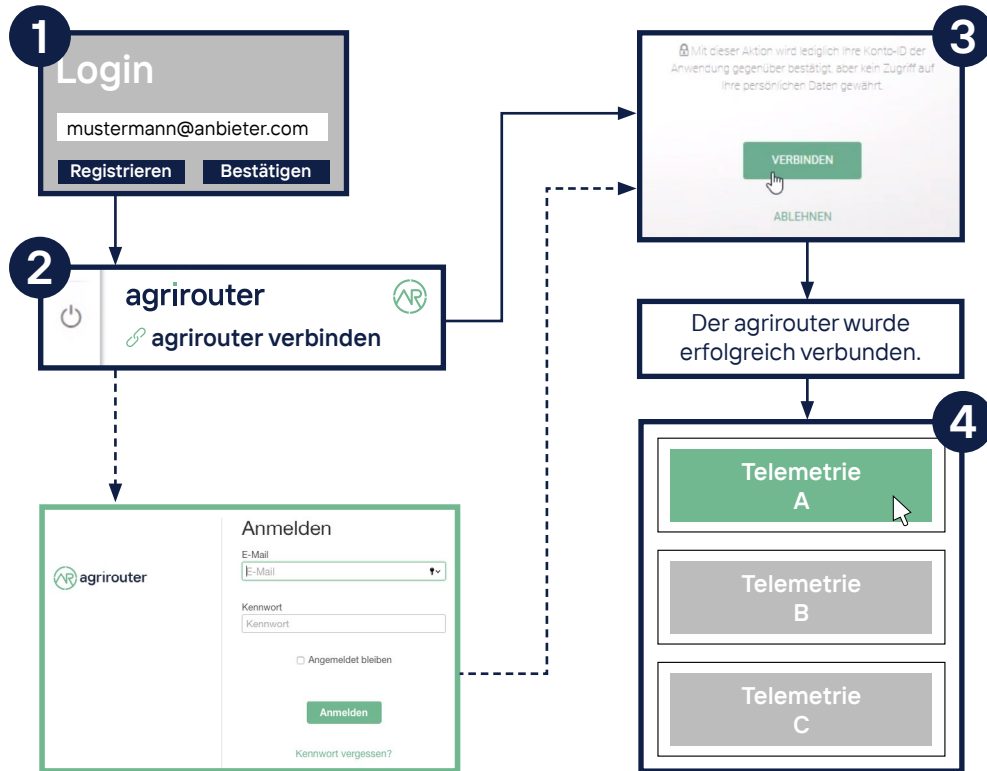 1
Login
mustermann@anbieter.com
Registrieren
Bestätigen
2
agrirouter
AR
agrirouter verbinden
AR agrirouter
Anmelden
E-Mail
E-Mail
Kennwort
Kennwort
Angemeldet bleiben
Anmelden
Kennwort vergessen?
3
Mit dieser Aktion wird lediglich Ihre Konto-ID der
Anwendung gegenüber bestätigt, aber kein Zugriff auf
Ihre persönlichen Daten gewährt.
VERBINDEN
ABLEHNEN
Der agrirouter wurde
erfolgreich verbunden.
4
Telemetrie
A
Telemetrie
B
Telemetrie
C